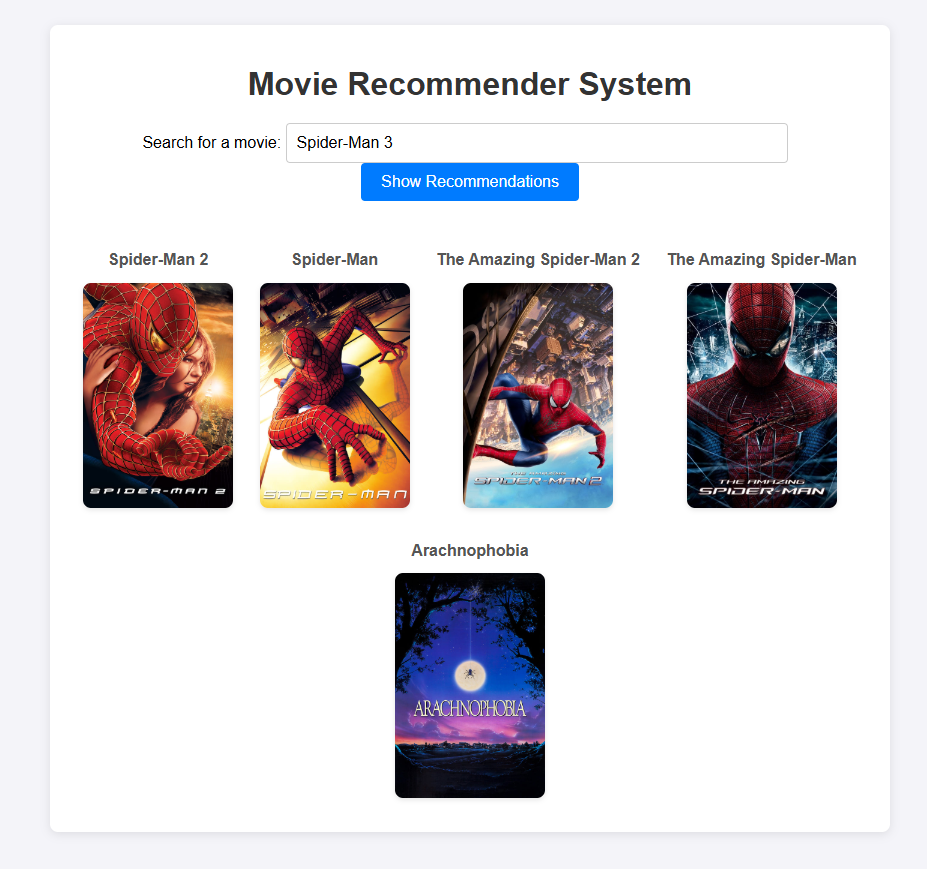 Movie Recommender System
Search for a movie: Spider-Man 3
Show Recommendations
Spider-Man 2
Spider-Man
The Amazing Spider-Man 2
The Amazing Spider-Man
SPIDER-MAN 2
SPIDER-MAN
THE AMAZING
SPIDER-MAN 2
THE AMAZING
SPIDER-MAN
Arachnophobia
ARACHNOPHOBIA